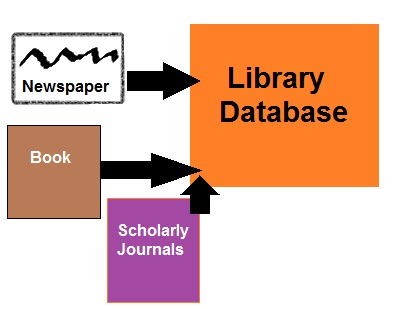 Newspaper
Library
Database
Book
Scholarly
Journals